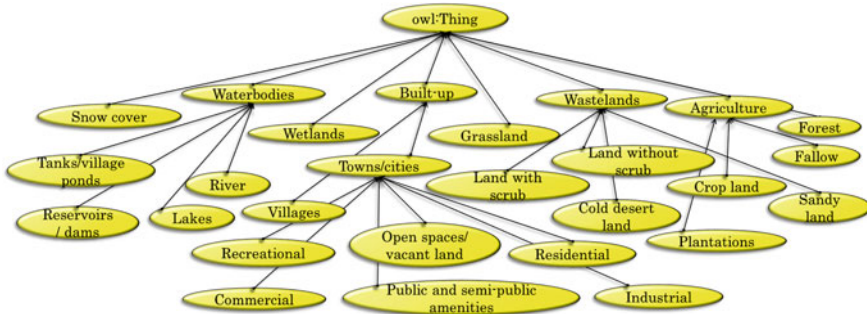 owl:Thing
Waterbodies
Built-up
Wastelands
Agriculture
Snow cover
Wetlands
Grassland
Forest
Tanks/village
ponds
River
Towns/cities
Land with
scrub
Land without
scrub
Crop land
Fallow
Reservoirs
/ dams
Lakes
Villages
Cold desert
land
Sandy
land
Recreational
Open spaces/
vacant land
Residential
Plantations
Commercial
Public and semi-public
amenities
Industrial